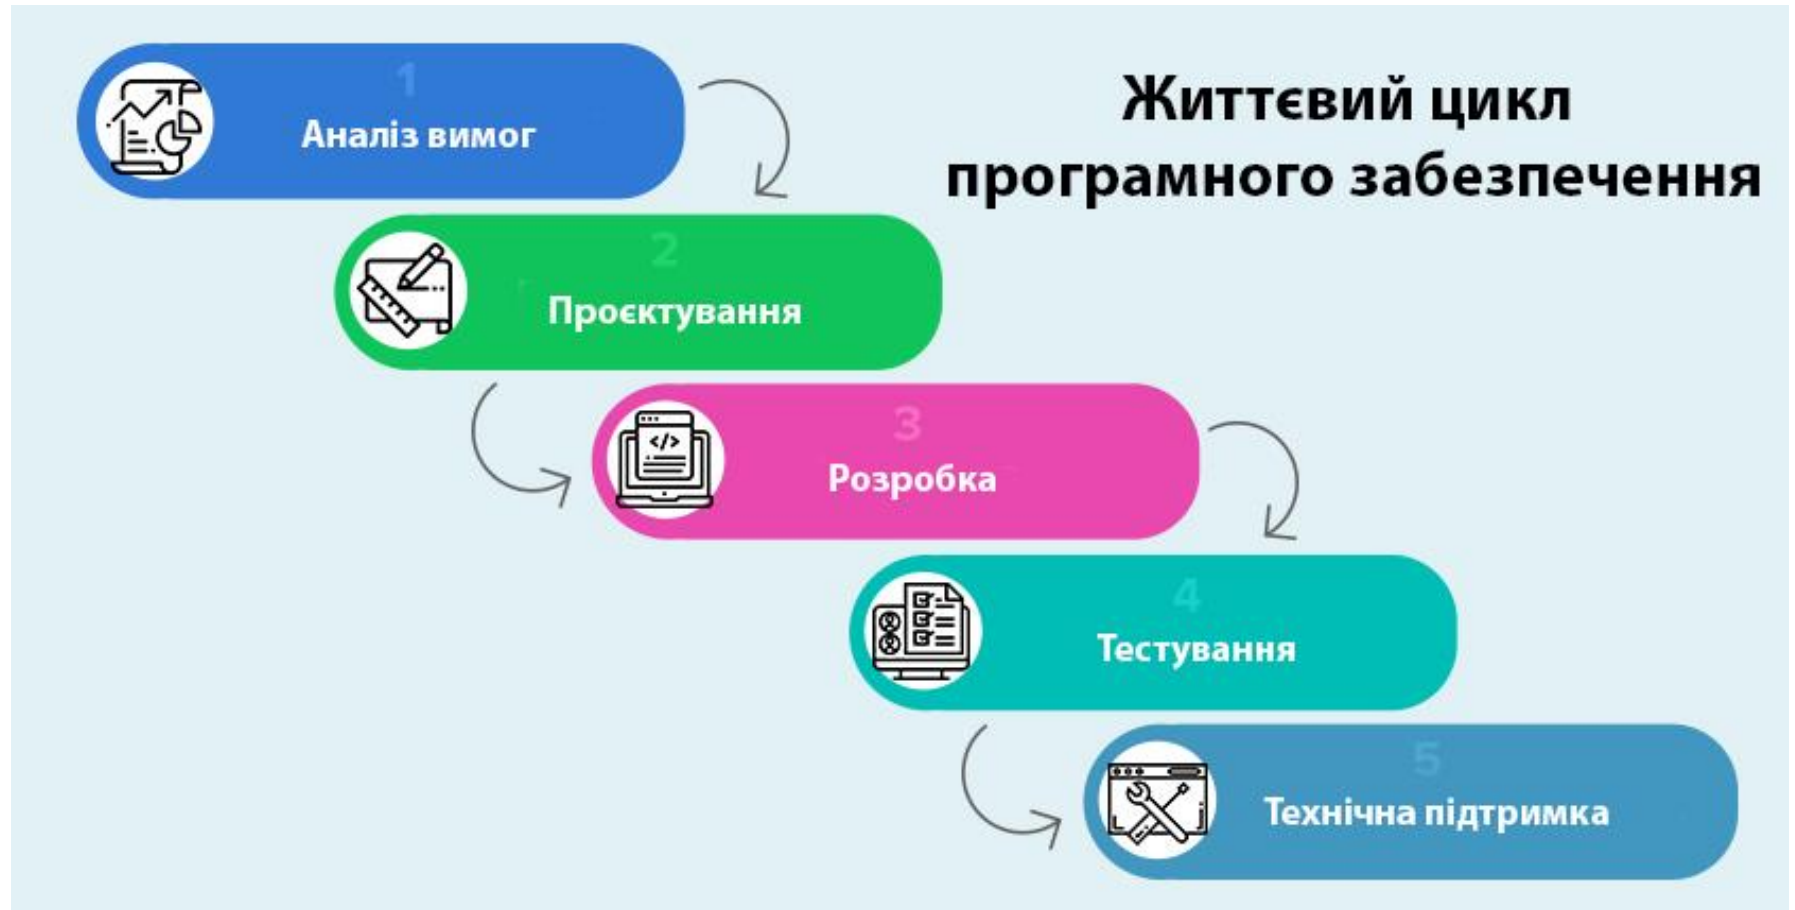 Життєвий цикл
програмного забезпечення
1
Аналіз вимог
2
Проєктування
3
Розробка
</>
4
Тестування
5
Технічна підтримка